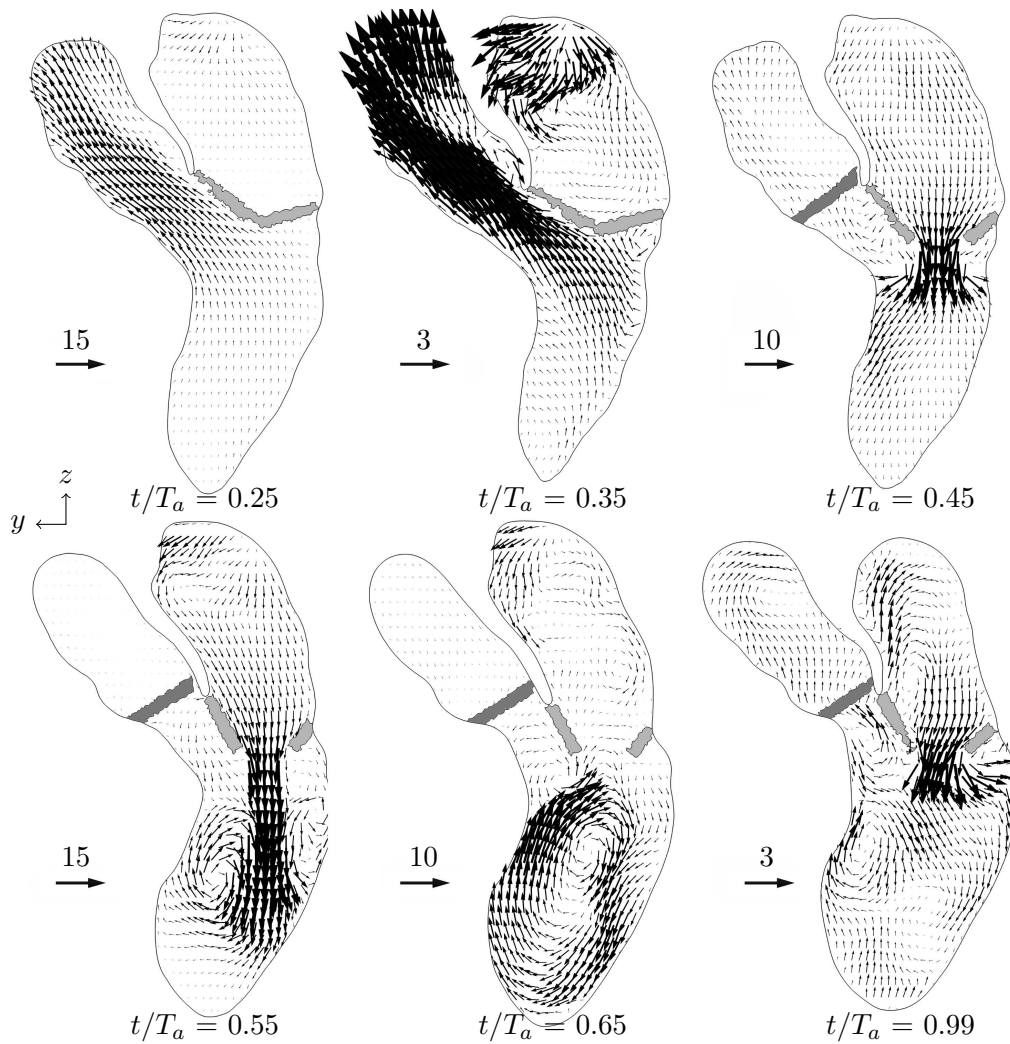 15
3
10
t/T_a = 0.25
t/T_a = 0.35
t/T_a = 0.45
z
y
15
10
3
t/T_a = 0.55
t/T_a = 0.65
t/T_a = 0.99